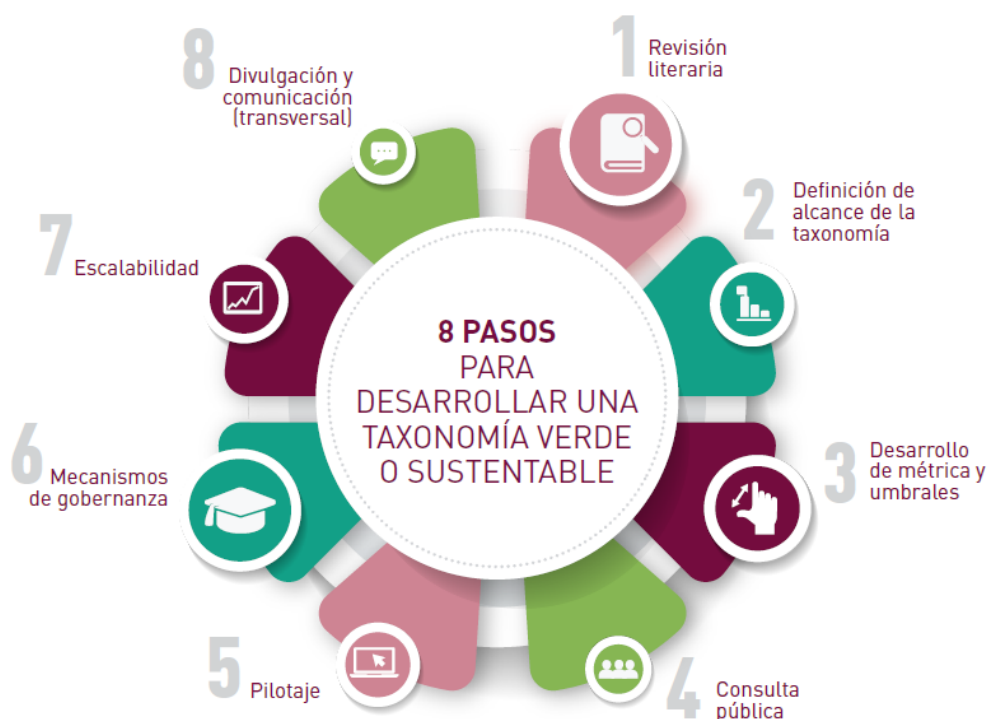 8 PASOS
PARA
DESARROLLAR UNA
TAXONOMÍA VERDE
O SUSTENTABLE
1
Revisión
literaria
2
Definición de
alcance de la
taxonomía
3
Desarrollo
de métrica y
umbrales
4
Consulta
pública
5
Pilotaje
6
Mecanismos
de gobernanza
7
Escalabilidad
8
Divulgación y
comunicación
(transversal)